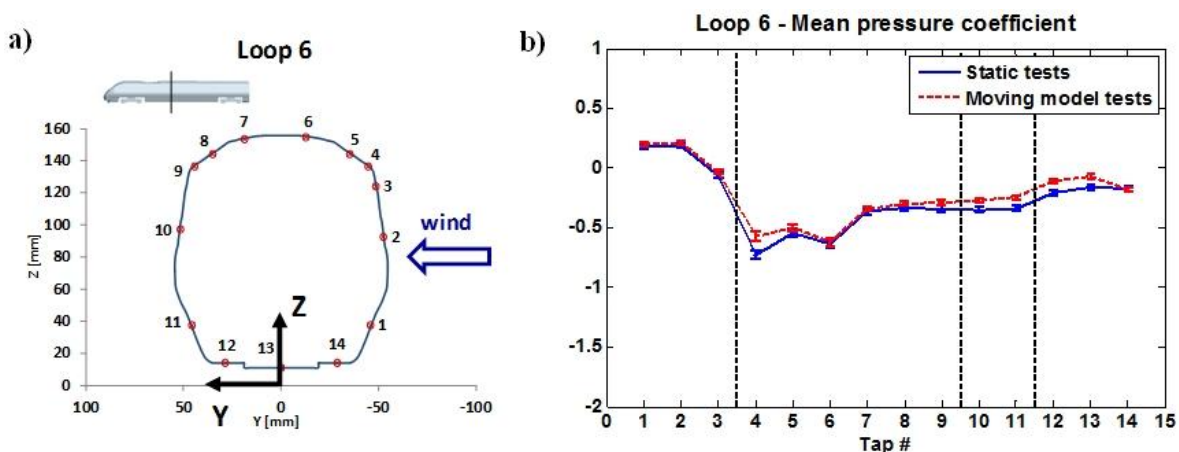 a)
Loop 6
160
140
120
100
80
60
40
20
0
Z [mm]
100
50
0
-50
-100
Y [mm]
Y
Z
wind
1
2
3
4
5
6
7
8
9
10
11
12
13
14
b)
Loop 6 - Mean pressure coefficient
Static tests
Moving model tests
1
0.5
0
-0.5
-1
-1.5
-2
0 1 2 3 4 5 6 7 8 9 10 11 12 13 14 15
Tap #